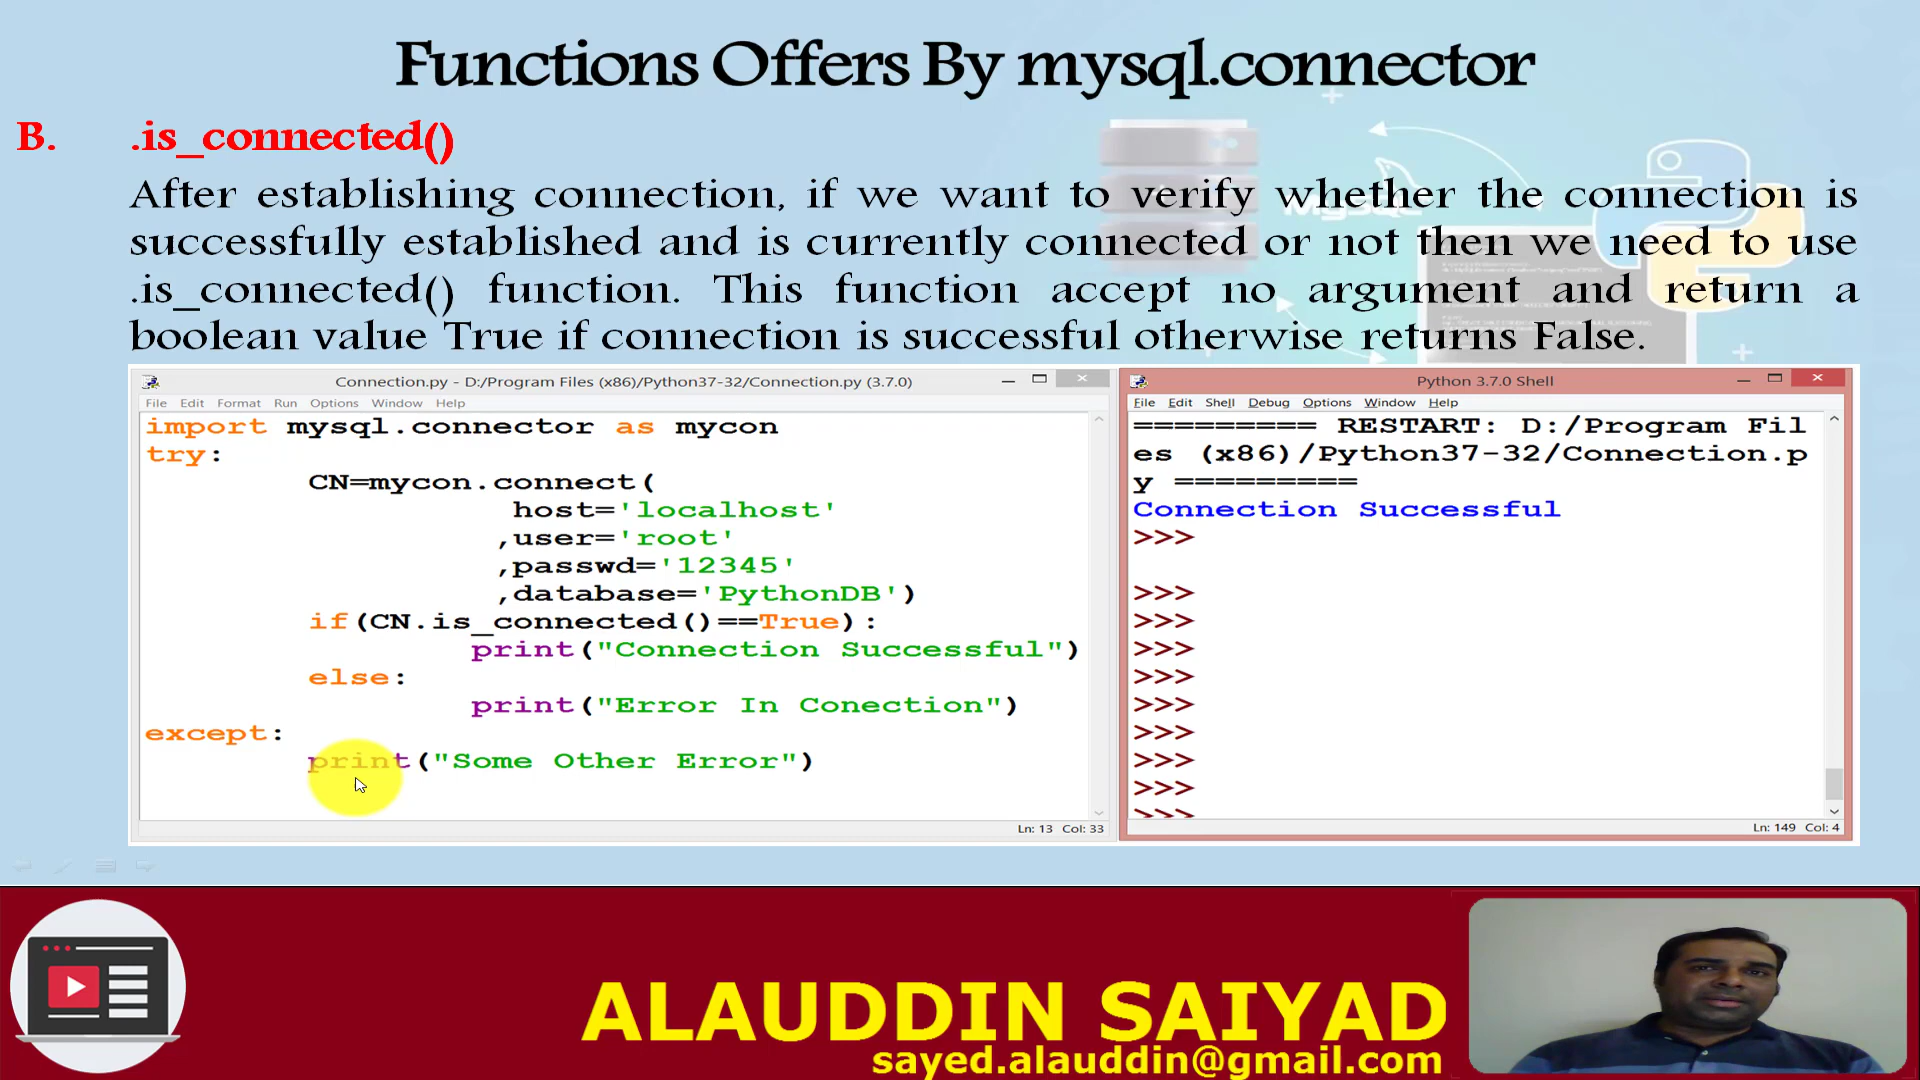 Functions Offers By mysql.connector
B. .is_connected()
After establishing connection, if we want to verify whether the connection is
successfully established and is currently connected or not then we need to use
.is_connected() function. This function accept no argument and return a
boolean value True if connection is successful otherwise returns False.
Connection.py - D:/Program Files (x86)/Python37-32/Connection.py (3.7.0)
File Edit Format Run Options Window Help
import mysql.connector as mycon
try:
CN=mycon.connect(
host='localhost'
,user='root'
,passwd='12345'
,database='PythonDB')
if(CN.is_connected()==True):
print("Connection Successful")
else:
print("Error In Conection")
except:
print("Some Other Error")
Ln: 13 Col: 33
Python 3.7.0 Shell
File Edit Shell Debug Options Window Help
========= RESTART: D:/Program Fil
es (x86)/Python37-32/Connection.p
y =========
Connection Successful
>>>
>>>
>>>
>>>
>>>
>>>
>>>
>>>
>>>
>>>
Ln: 149 Col: 4
ALAUDDIN SAIYAD
sayed.alauddin@gmail.com